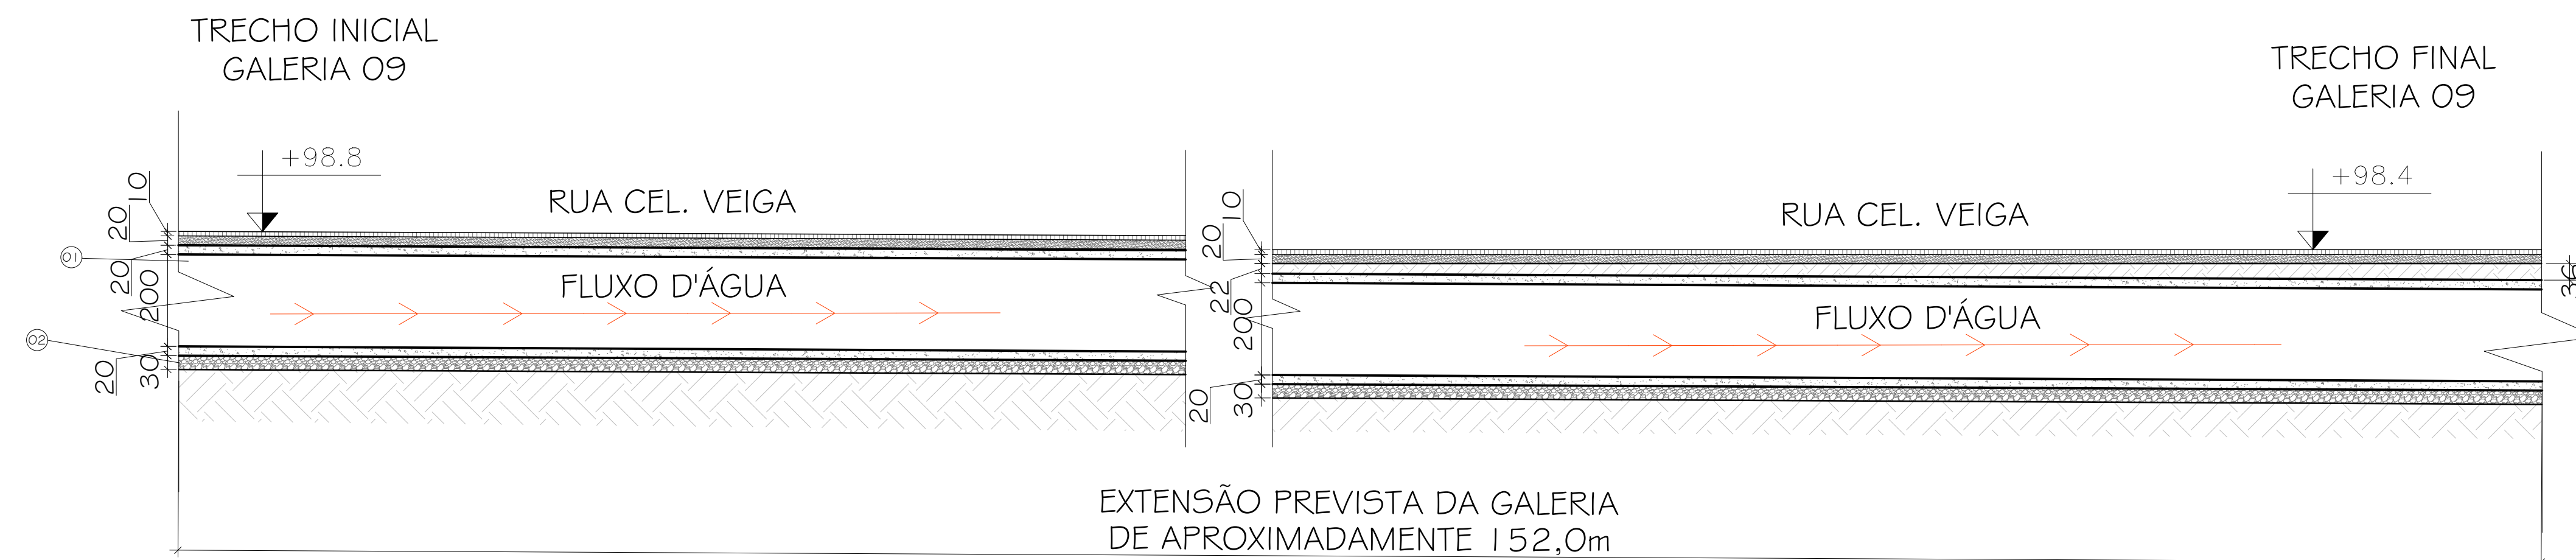 TRECHO INICIAL
GALERIA 09
TRECHO FINAL
GALERIA 09
+98.8
+98.4
RUA CEL. VEIGA
RUA CEL. VEIGA
10
20
20
200
20
30
01
02
FLUXO D'ÁGUA
10
20
22
200
20
30
FLUXO D'ÁGUA
36
EXTENSÃO PREVISTA DA GALERIA
DE APROXIMADAMENTE 152,0m